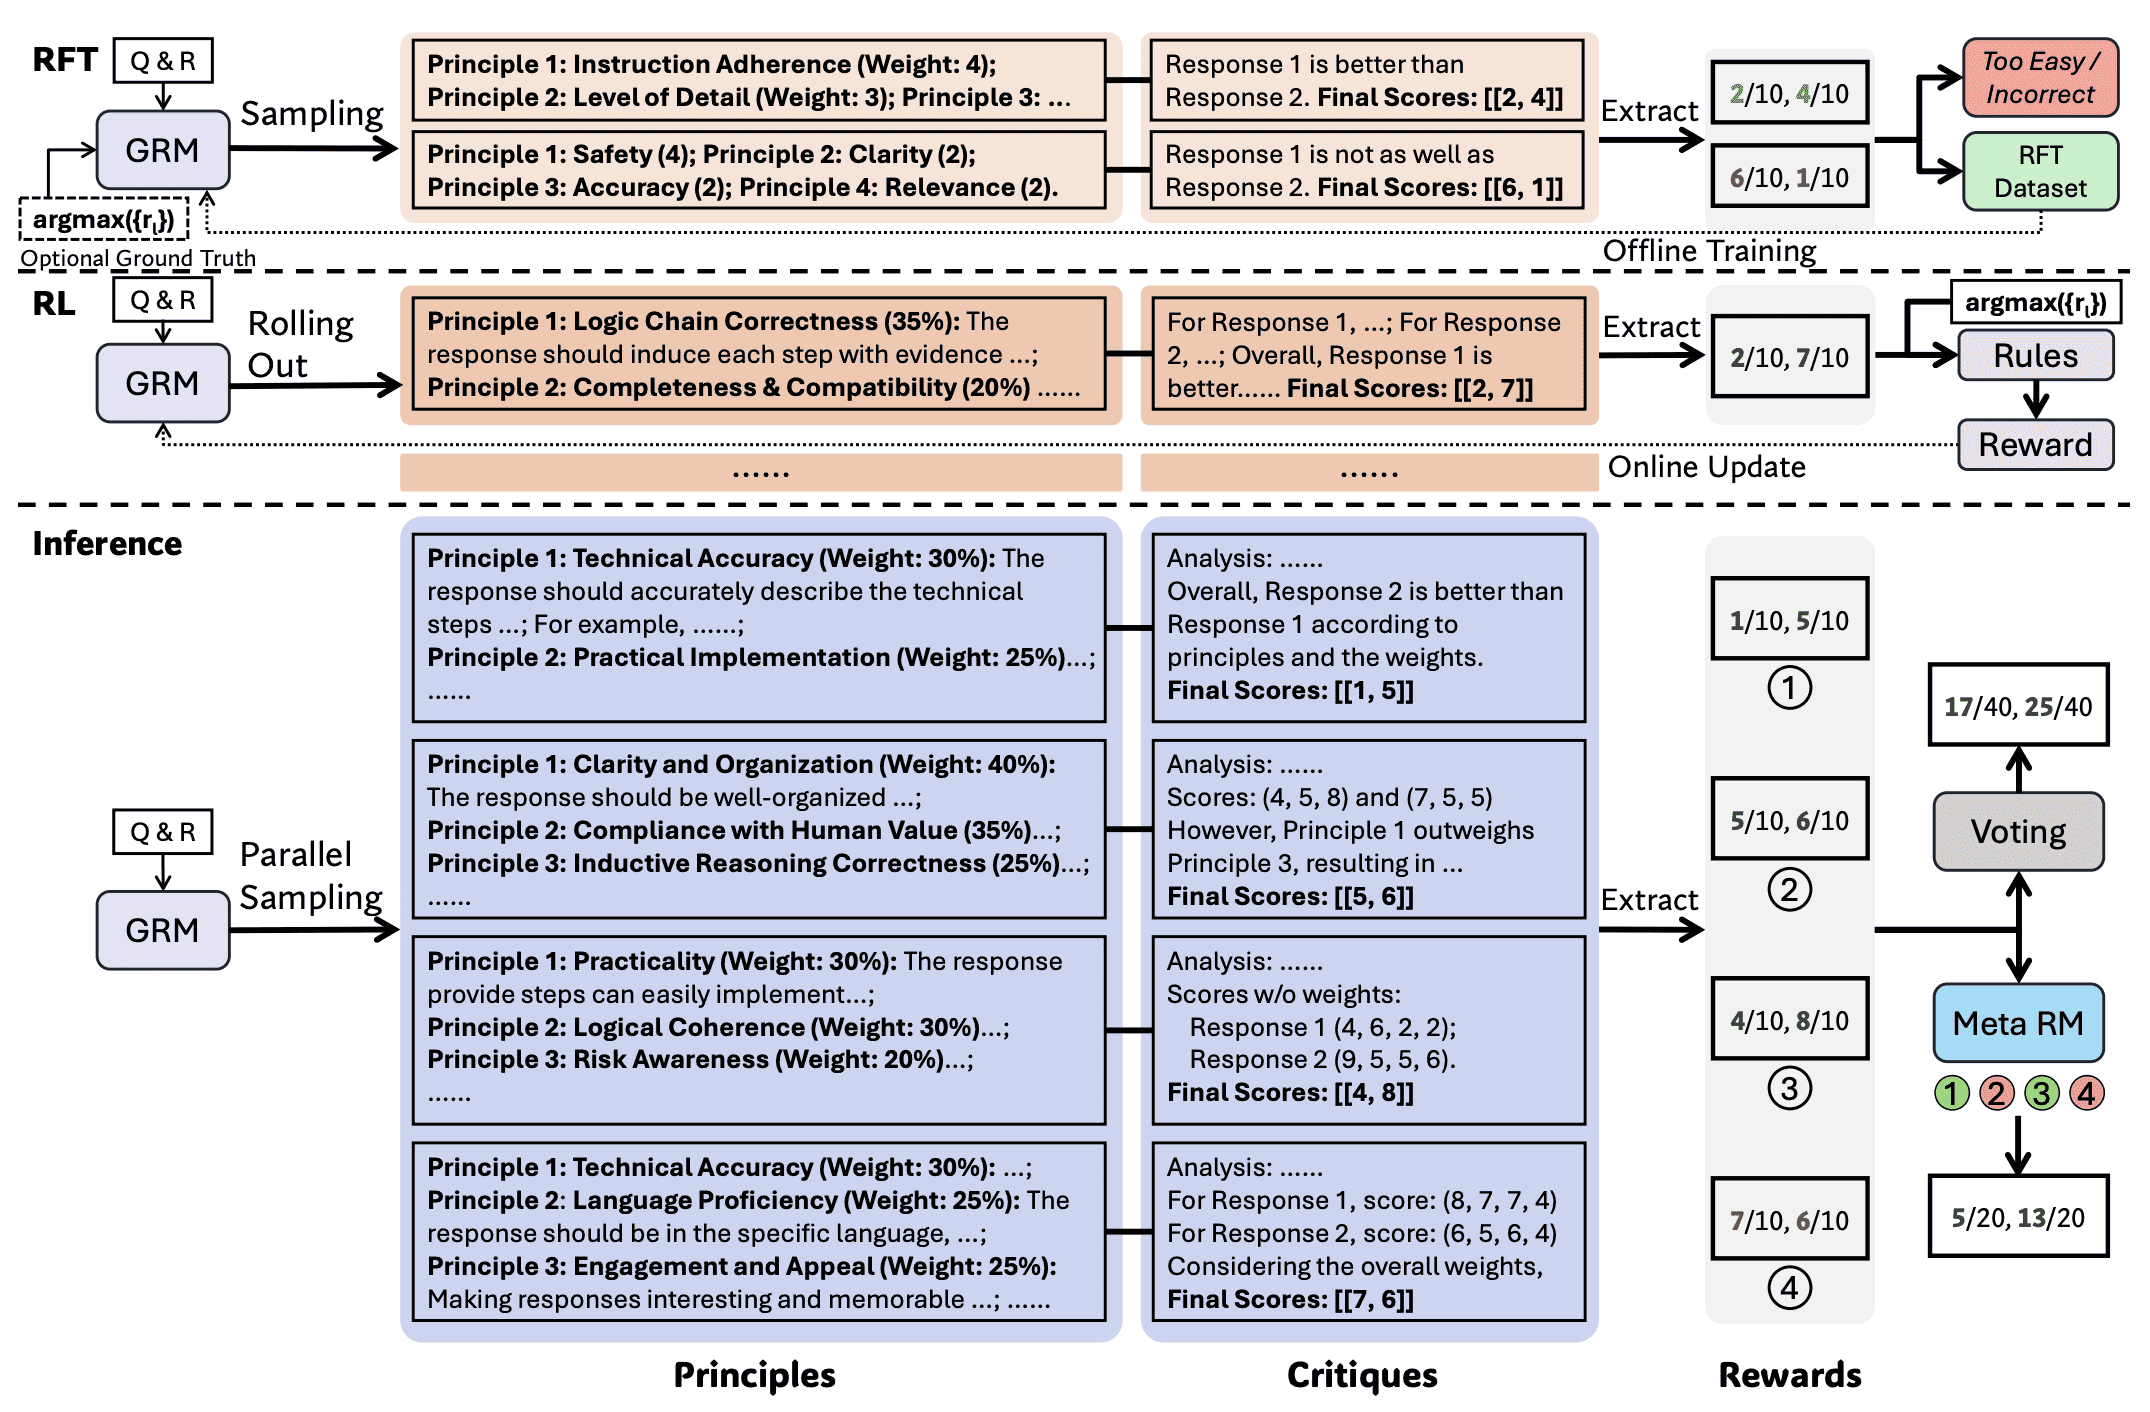 RFT
Q & R
GRM
argmax({rₗ})
Optional Ground Truth
Sampling
Principle 1: Instruction Adherence (Weight: 4);
Principle 2: Level of Detail (Weight: 3); Principle 3: ...
Response 1 is better than
Response 2. Final Scores: [[2, 4]]
Principle 1: Safety (4); Principle 2: Clarity (2);
Principle 3: Accuracy (2); Principle 4: Relevance (2).
Response 1 is not as well as
Response 2. Final Scores: [[6, 1]]
Extract
2/10, 4/10
6/10, 1/10
Too Easy /
Incorrect
RFT
Dataset
Offline Training
RL
Q & R
GRM
Rolling
Out
Principle 1: Logic Chain Correctness (35%): The
response should induce each step with evidence ...;
Principle 2: Completeness & Compatibility (20%) ......
For Response 1, ...; For Response
2, ...; Overall, Response 1 is
better...... Final Scores: [[2, 7]]
Extract
2/10, 7/10
argmax({rₗ})
Rules
Reward
Online Update
......
......
Inference
Q & R
GRM
Parallel
Sampling
Principle 1: Technical Accuracy (Weight: 30%): The
response should accurately describe the technical
steps ...; For example, ......;
Principle 2: Practical Implementation (Weight: 25%)...;
......
Analysis: ......
Overall, Response 2 is better than
Response 1 according to
principles and the weights.
Final Scores: [[1, 5]]
Principle 1: Clarity and Organization (Weight: 40%):
The response should be well-organized ...;
Principle 2: Compliance with Human Value (35%)...;
Principle 3: Inductive Reasoning Correctness (25%)...;
......
Analysis: ......
Scores: (4, 5, 8) and (7, 5, 5)
However, Principle 1 outweighs
Principle 3, resulting in ...
Final Scores: [[5, 6]]
Principle 1: Practicality (Weight: 30%): The response
provide steps can easily implement...;
Principle 2: Logical Coherence (Weight: 30%)...;
Principle 3: Risk Awareness (Weight: 20%)...;
......
Analysis: ......
Scores w/o weights:
Response 1 (4, 6, 2, 2);
Response 2 (9, 5, 5, 6).
Final Scores: [[4, 8]]
Principle 1: Technical Accuracy (Weight: 30%): ...;
Principle 2: Language Proficiency (Weight: 25%): The
response should be in the specific language, ...;
Principle 3: Engagement and Appeal (Weight: 25%):
Making responses interesting and memorable ...; ......
Analysis: ......
For Response 1, score: (8, 7, 7, 4)
For Response 2, score: (6, 5, 6, 4)
Considering the overall weights,
Final Scores: [[7, 6]]
Extract
1/10, 5/10
1
5/10, 6/10
2
4/10, 8/10
3
7/10, 6/10
4
17/40, 25/40
Voting
Meta RM
1 2 3 4
5/20, 13/20
Principles
Critiques
Rewards